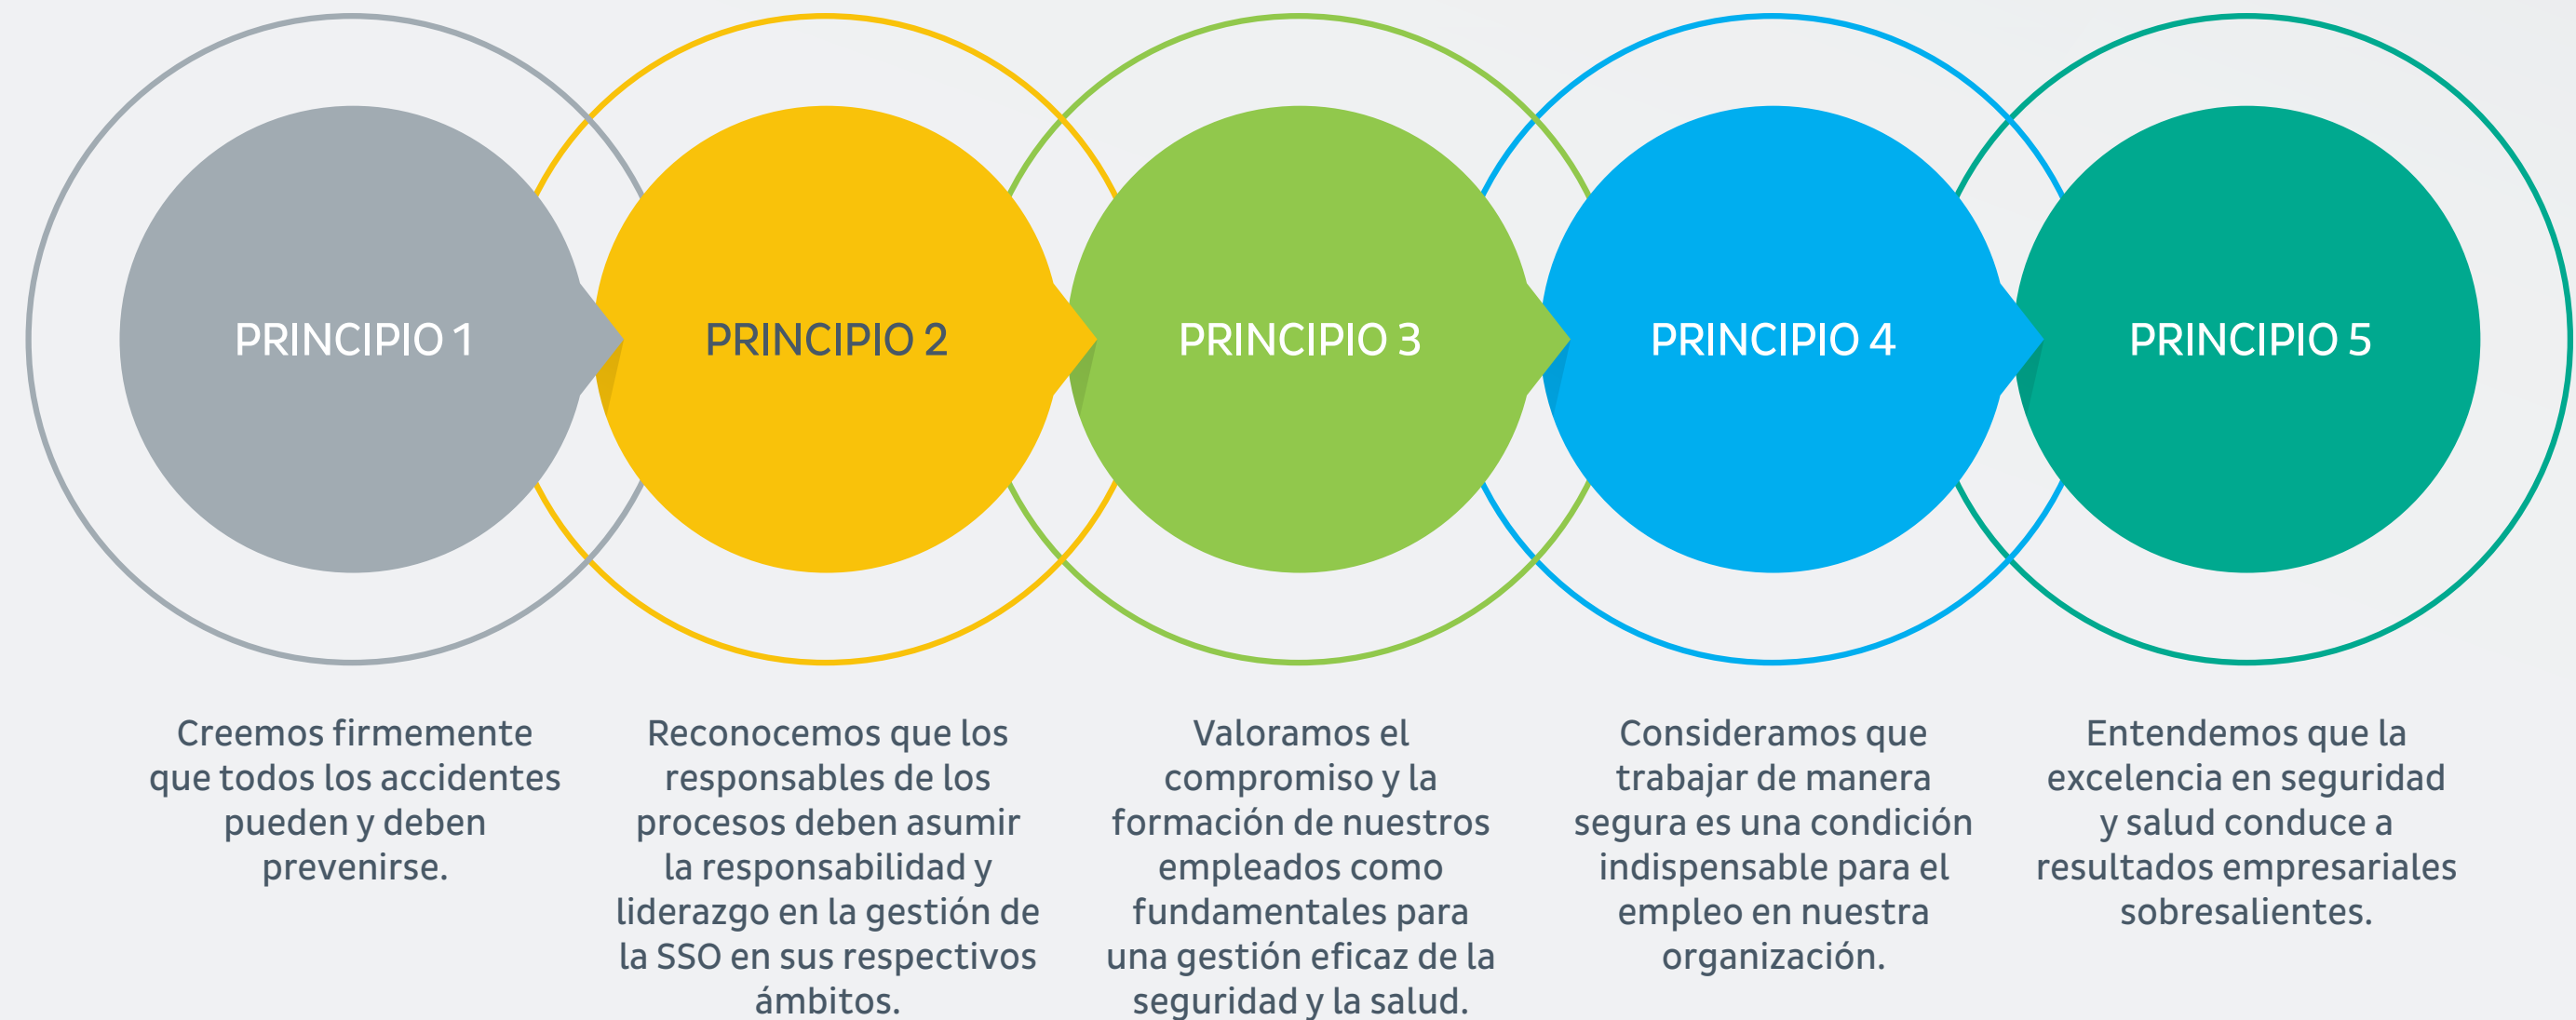 PRINCIPIO 1
Creemos firmemente
que todos los accidentes
pueden y deben
prevenirse.
PRINCIPIO 2
Reconocemos que los
responsables de los
procesos deben asumir
la responsabilidad y
liderazgo en la gestión de
la SSO en sus respectivos
ámbitos.
PRINCIPIO 3
Valoramos el
compromiso y la
formación de nuestros
empleados como
fundamentales para
una gestión eficaz de la
seguridad y la salud.
PRINCIPIO 4
Consideramos que
trabajar de manera
segura es una condición
indispensable para el
empleo en nuestra
organización.
PRINCIPIO 5
Entendemos que la
excelencia en seguridad
y salud conduce a
resultados empresariales
sobresalientes.